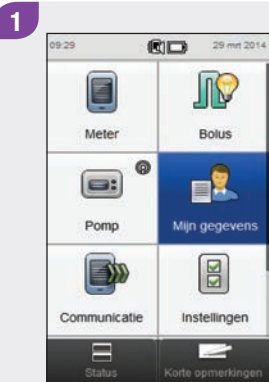 1
09:29 29 mrt 2014
Meter Bolus
Pomp Mijn gegevens
Communicatie Instellingen
Status Korte opmerkingen